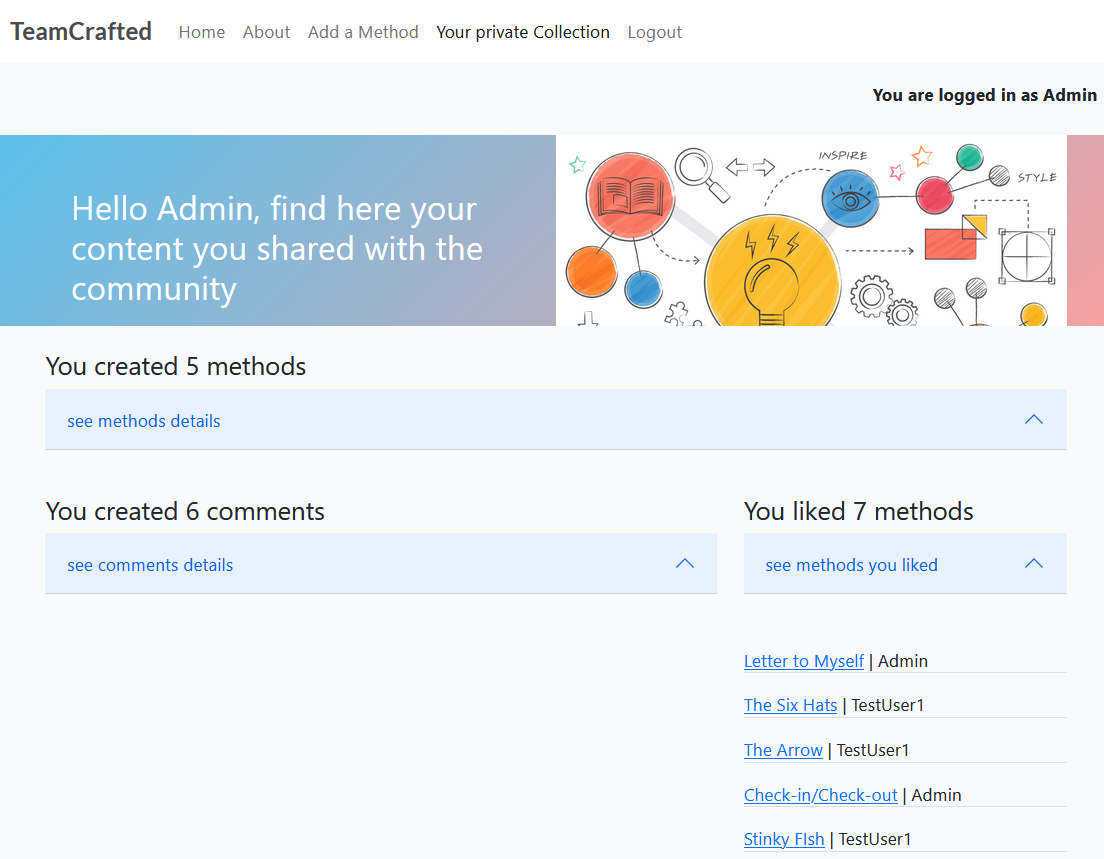 TeamCrafted Home About Add a Method Your private Collection Logout
You are logged in as Admin
Hello Admin, find here your
content you shared with the
community
INSPIRE
STYLE
You created 5 methods
see methods details
You created 6 comments
see comments details
You liked 7 methods
see methods you liked
Letter to Myself | Admin
The Six Hats | TestUser1
The Arrow | TestUser1
Check-in/Check-out | Admin
Stinky FIsh | TestUser1